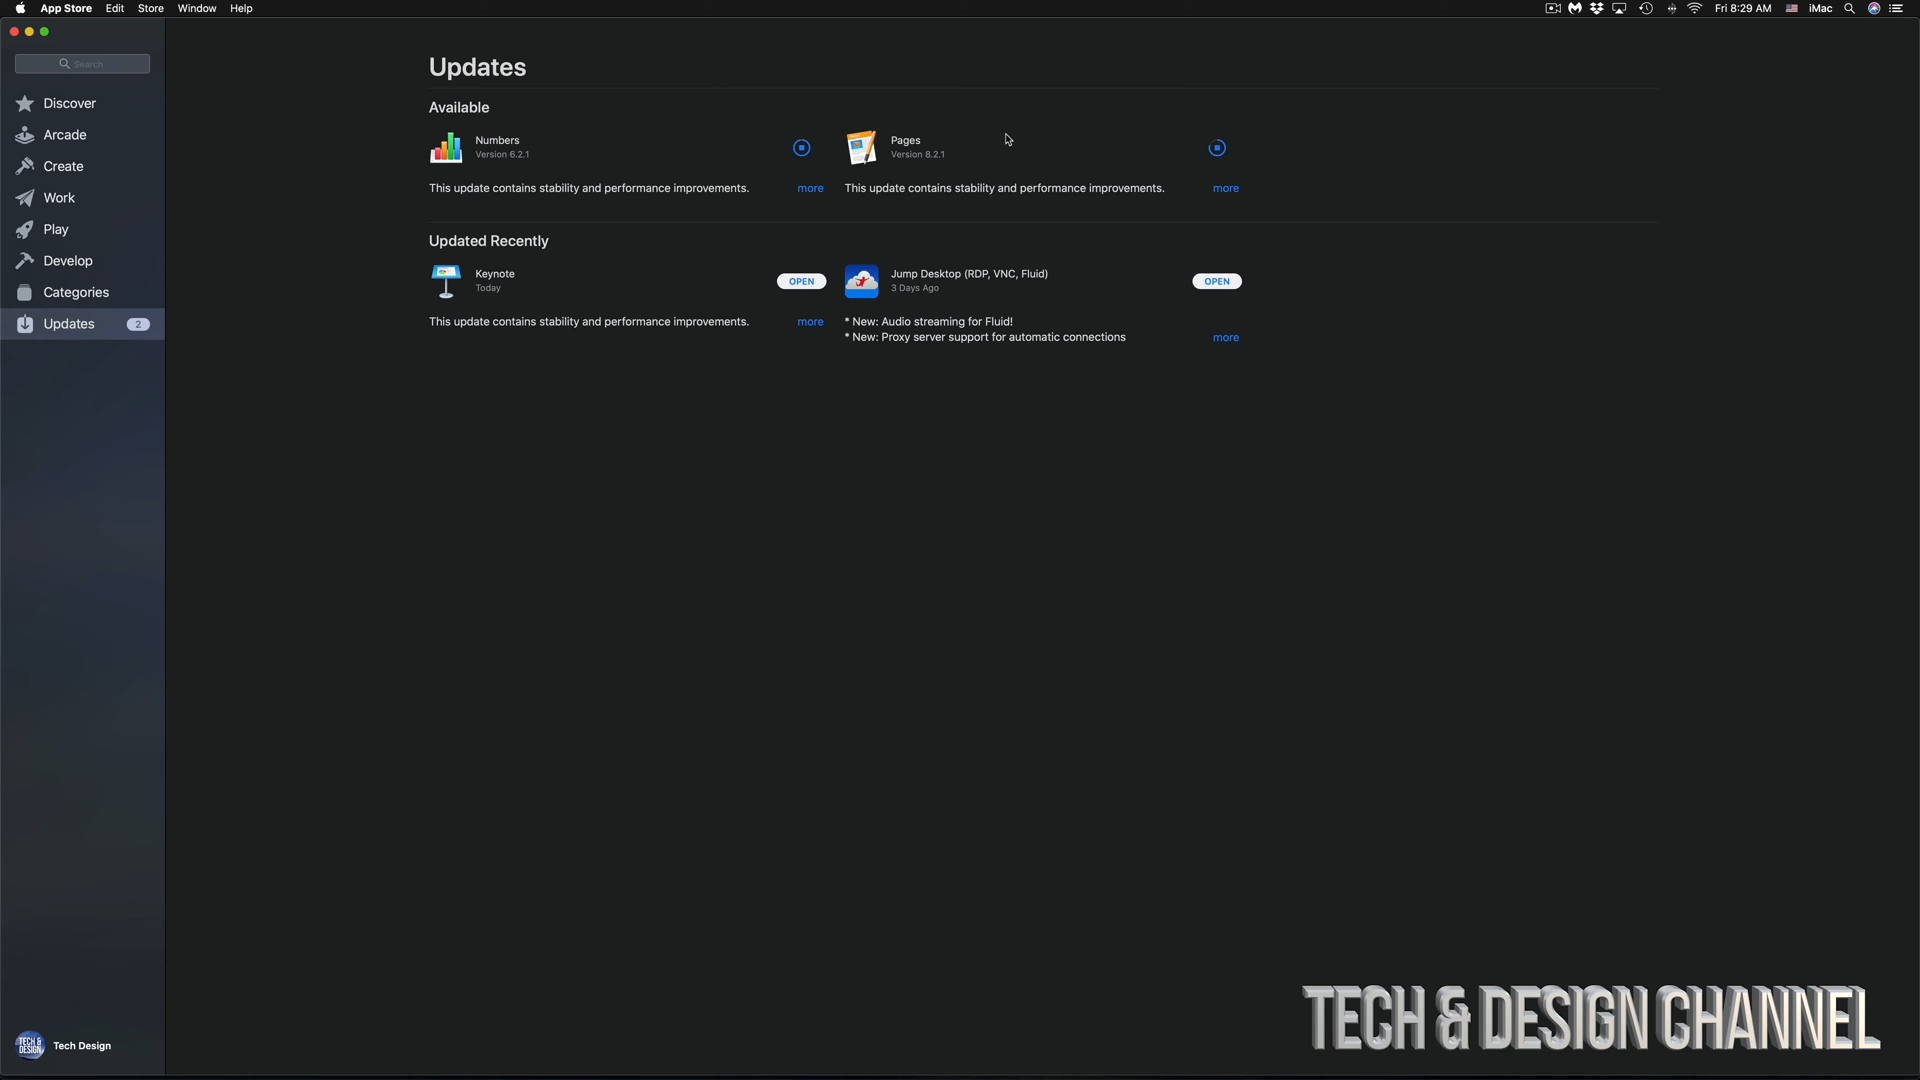 App Store Edit Store Window Help
Fri 8:29 AM iMac
Search
Discover
Arcade
Create
Work
Play
Develop
Categories
Updates 2
Tech Design
Updates
Available
Numbers
Version 6.2.1
This update contains stability and performance improvements. more
Pages
Version 8.2.1
This update contains stability and performance improvements. more
Updated Recently
Keynote
Today
OPEN
This update contains stability and performance improvements. more
Jump Desktop (RDP, VNC, Fluid)
3 Days Ago
OPEN
* New: Audio streaming for Fluid!
* New: Proxy server support for automatic connections more
TECH & DESIGN
TECH & DESIGN CHANNEL